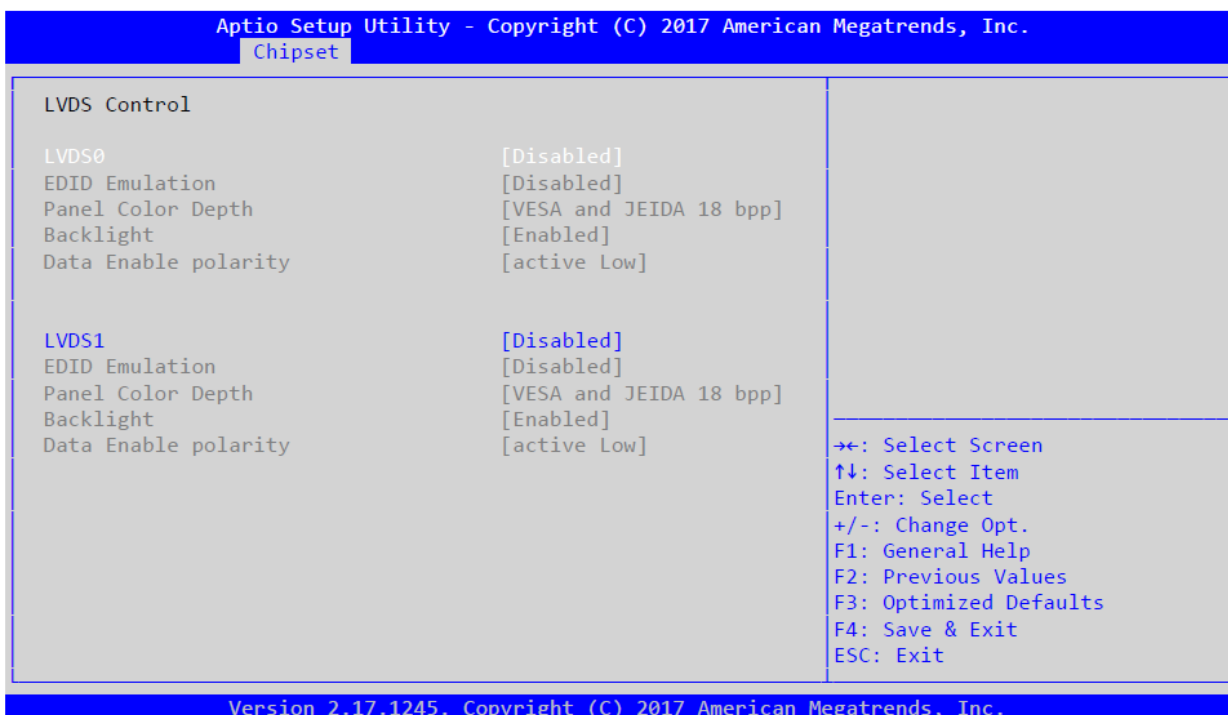 Aptio Setup Utility - Copyright (C) 2017 American Megatrends, Inc.
Chipset
LVDS Control
LVDS0 [Disabled]
EDID Emulation [Disabled]
Panel Color Depth [VESA and JEIDA 18 bpp]
Backlight [Enabled]
Data Enable polarity [active Low]
LVDS1 [Disabled]
EDID Emulation [Disabled]
Panel Color Depth [VESA and JEIDA 18 bpp]
Backlight [Enabled]
Data Enable polarity [active Low]
→←: Select Screen
↑↓: Select Item
Enter: Select
+/-: Change Opt.
F1: General Help
F2: Previous Values
F3: Optimized Defaults
F4: Save & Exit
ESC: Exit
Version 2.17.1245. Copyright (C) 2017 American Megatrends, Inc.